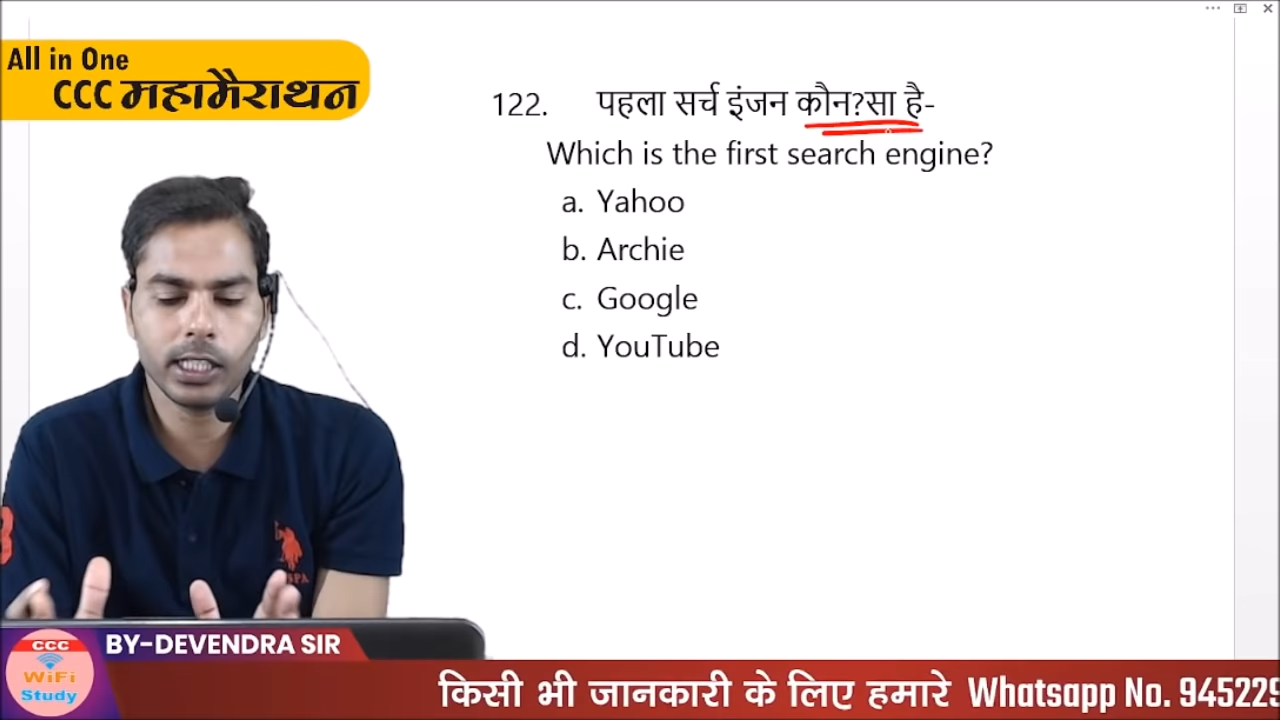 All in One
CCC महामैराथन
122. पहला सर्च इंजन कौन?सा है-
Which is the first search engine?
a. Yahoo
b. Archie
c. Google
d. YouTube
CCC
WiFi
Study
BY-DEVENDRA SIR
किसी भी जानकारी के लिए हमारे Whatsapp No. 945229